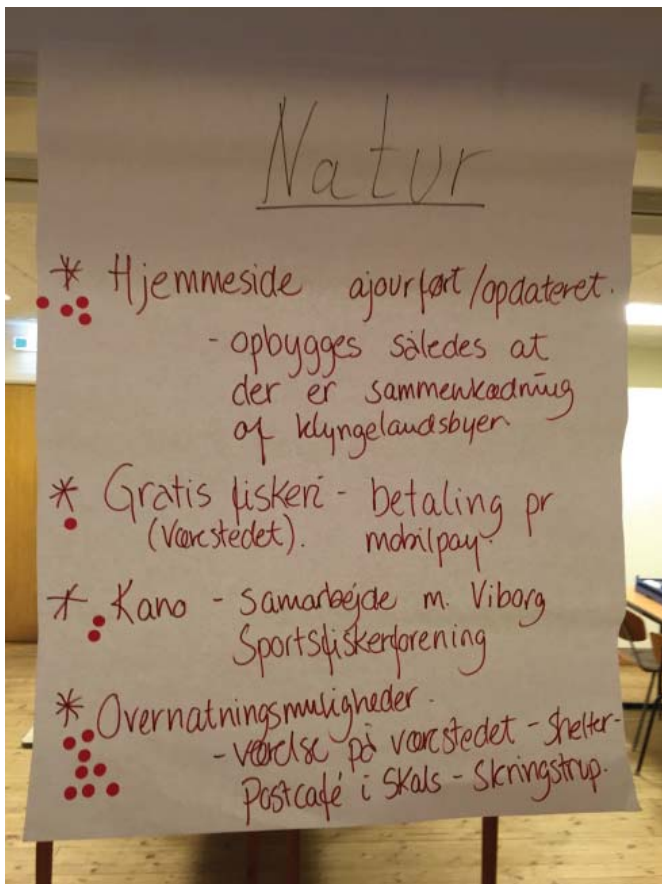 Natur
* Hjemmeside ajourført/opdateret.
- opbygges således at
der er sammenkædning
af klyngelandsbyen
* Gratis fiskeri - betaling pr
(værestedet). mobilpay.
* Kano - samarbejde m. Viborg
Sportsfiskerforening
* Overnatningsmuligheder.
- værelse på værestedet - shelter -
Postcafé i Skals - Skringstrup.